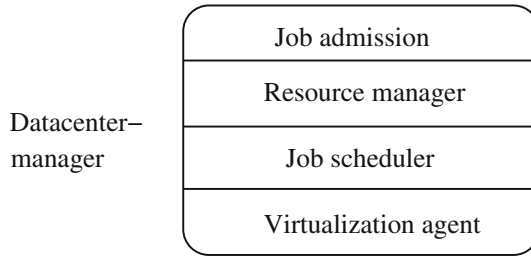 Job admission
Resource manager
Datacenter−
manager
Job scheduler
Virtualization agent